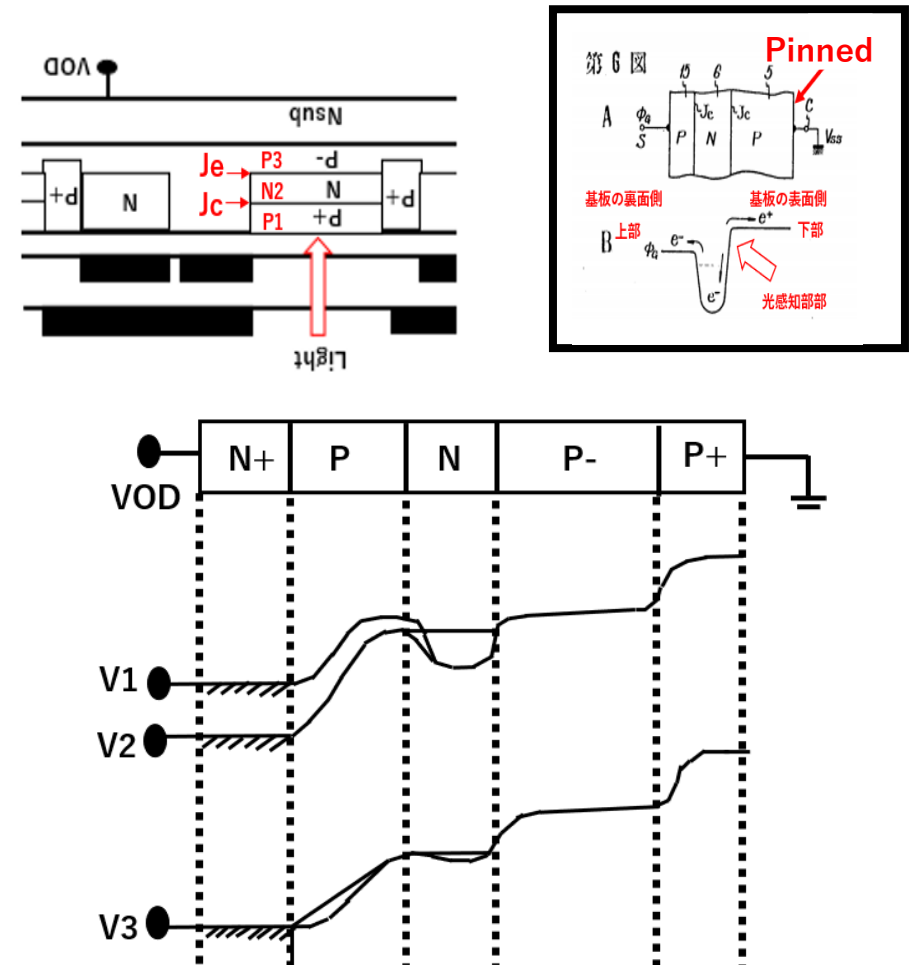 VOD
Nsub
Je
P3
P-
P+
N
N2
N
P+
Jc
P1
P+
Light
Pinned
第6図
15
6
5
A
Jc
Jc
C
φG
S
P
N
P
VSS
基板の裏面側
基板の表面側
B
上部
e-
e+
下部
φG
e-
光感知部部
N+
P
N
P-
P+
VOD
V1
V2
V3